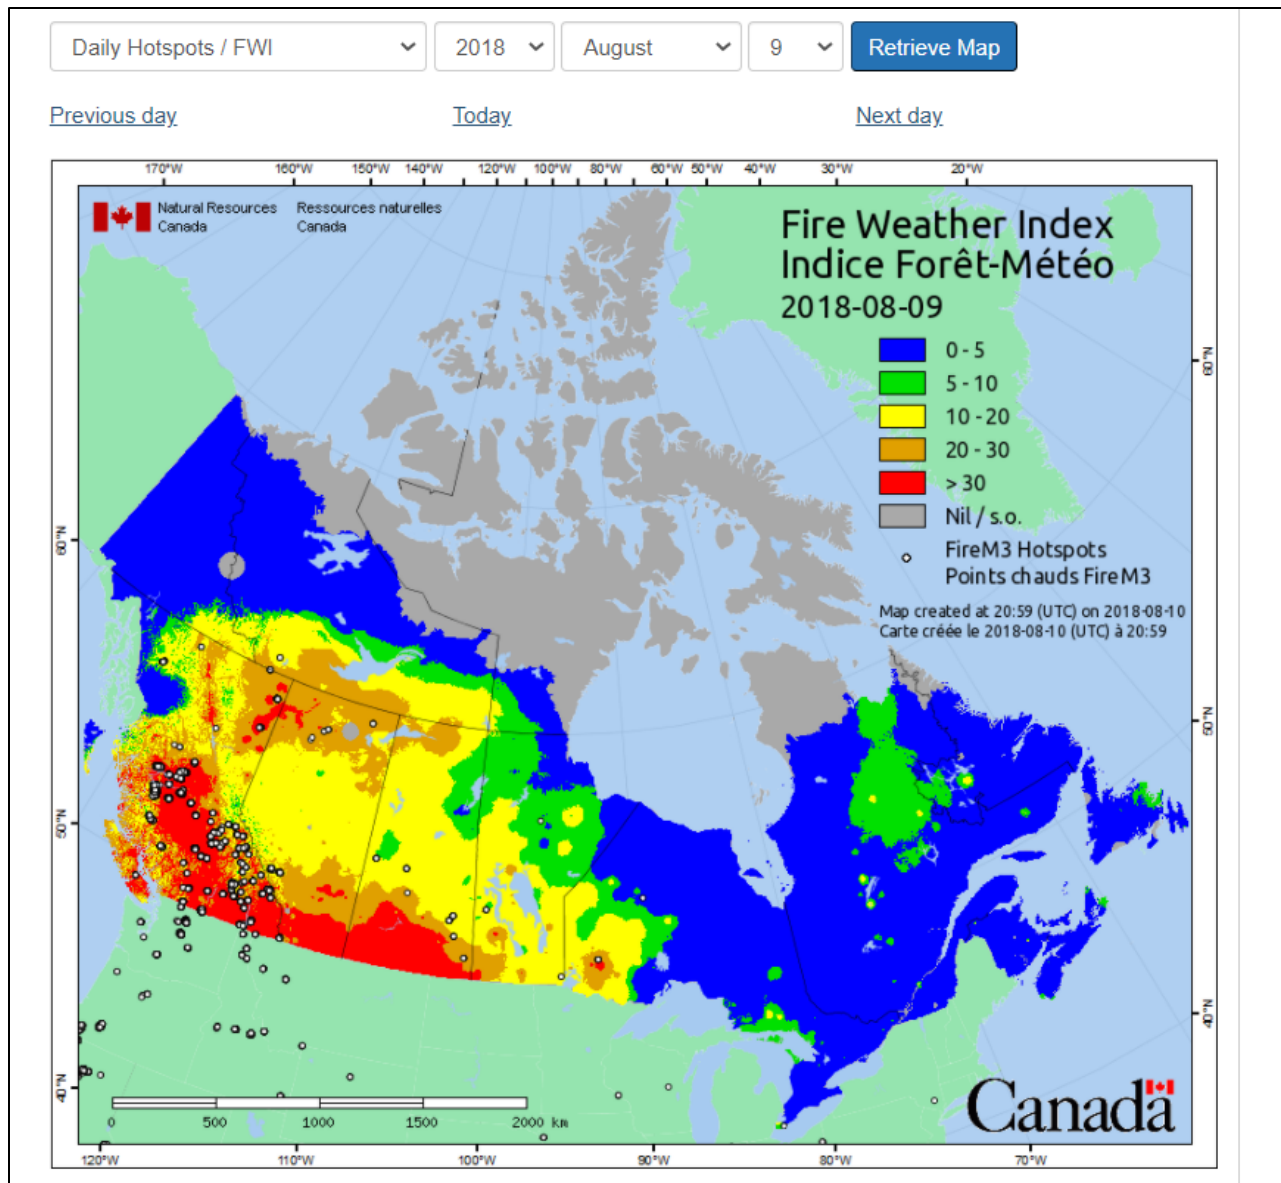 Daily Hotspots / FWI 2018 August 9 Retrieve Map
Previous day Today Next day
170°W 160°W 150°W 140°W 120°W 100°W 80°W 60°W 50°W 40°W 30°W 20°W
Natural Resources Ressources naturelles
Canada Canada
Fire Weather Index
Indice Forêt-Météo
2018-08-09
0 - 5
5 - 10
10 - 20
20 - 30
> 30
Nil / s.o.
FireM3 Hotspots
Points chauds FireM3
Map created at 20:59 (UTC) on 2018-08-10
Carte créée le 2018-08-10 (UTC) à 20:59
60°N
60°N
50°N
50°N
40°N
40°N
Canada
0 500 1000 1500 2000 km
120°W 110°W 100°W 90°W 80°W 70°W